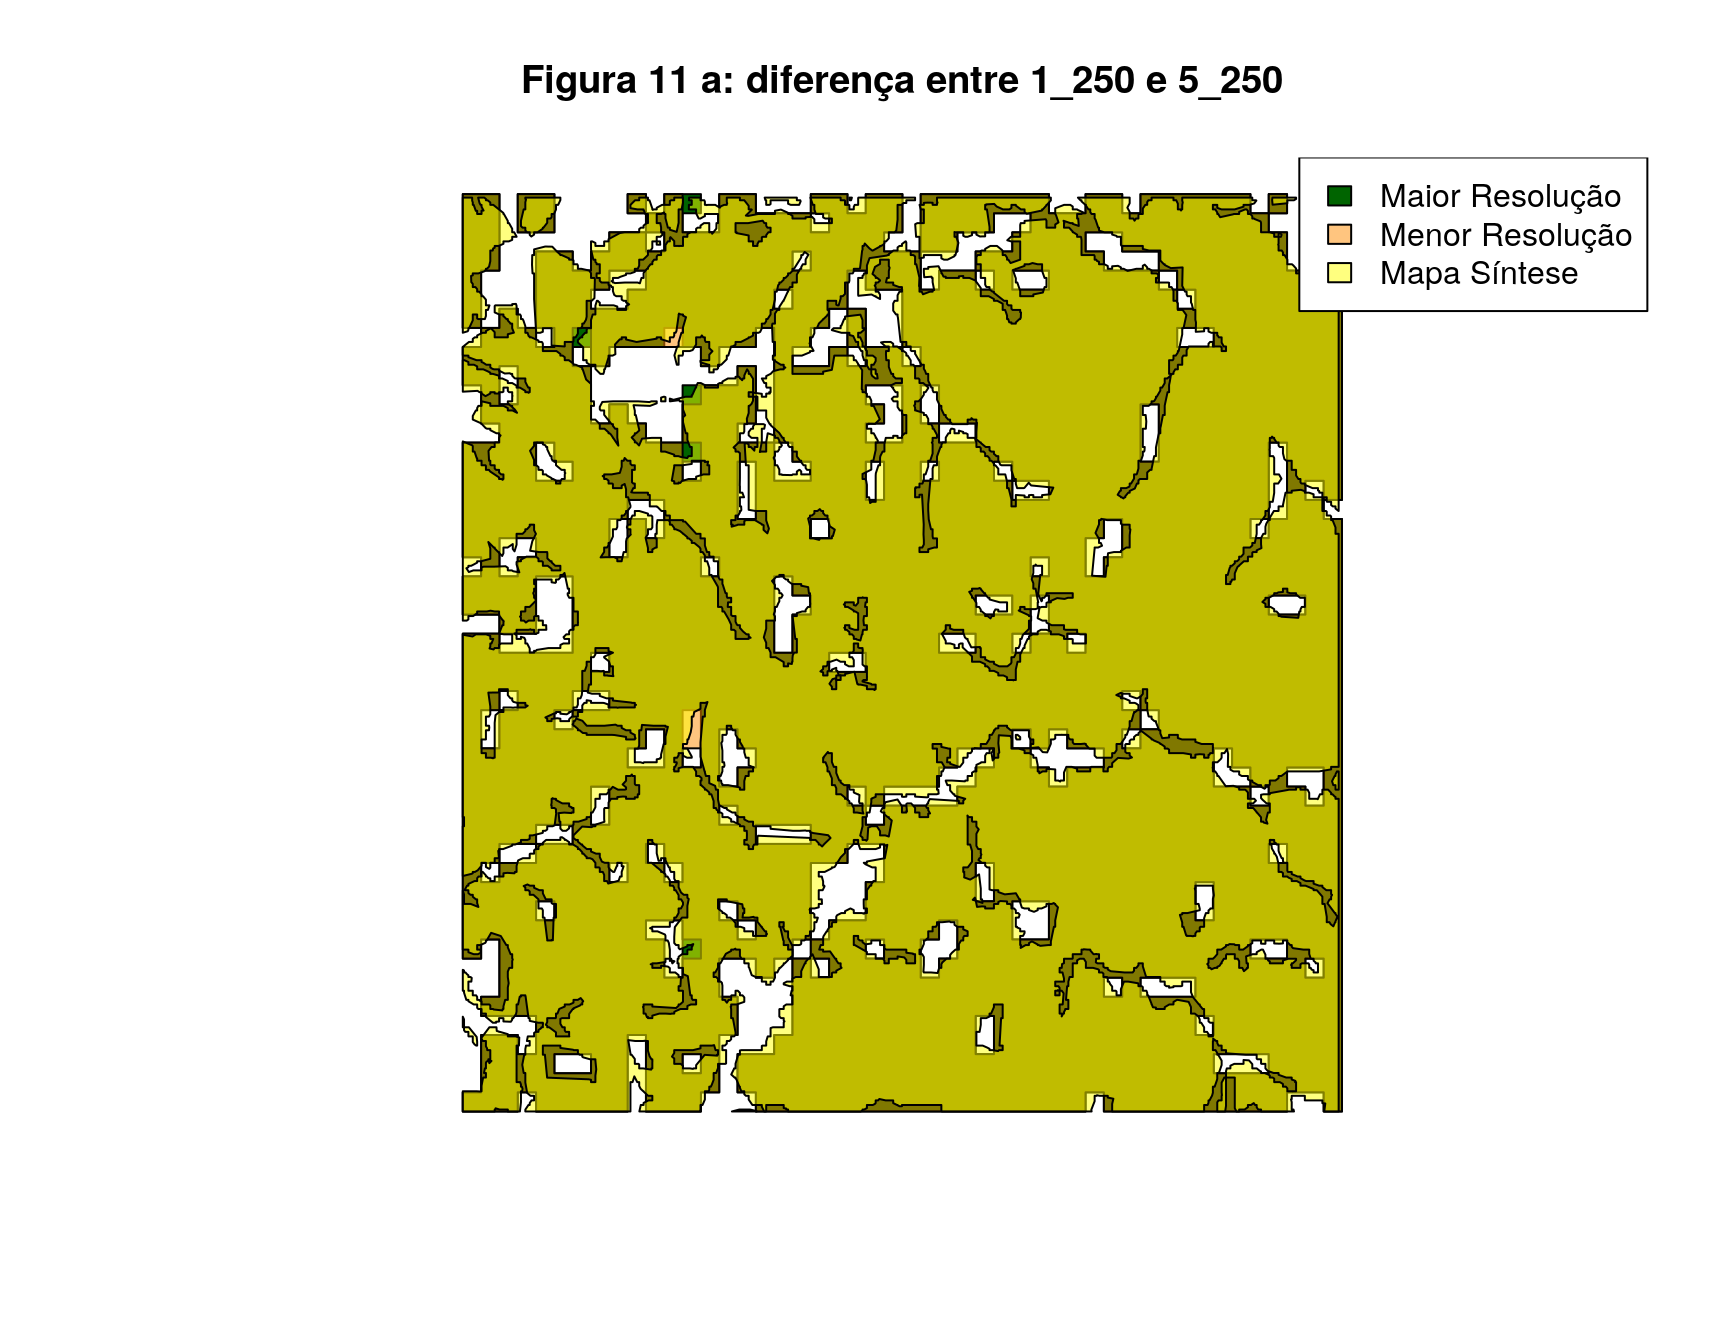 Figura 11 a: diferença entre 1_250 e 5_250
Maior Resolução
Menor Resolução
Mapa Síntese